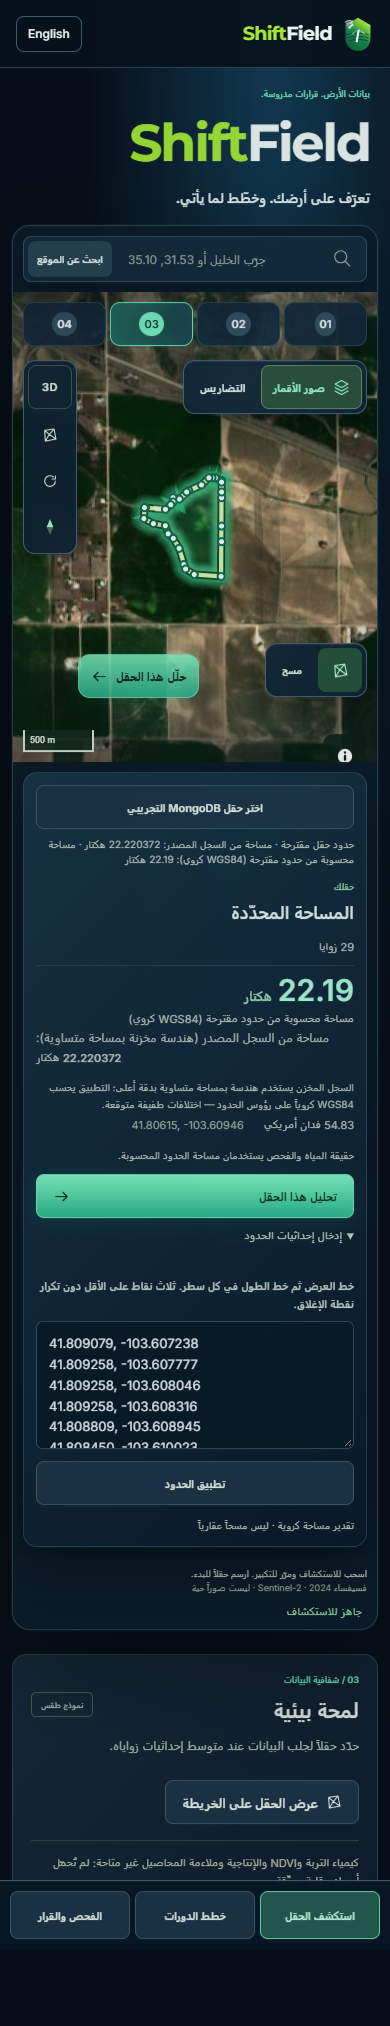 English
ShiftField
بيانات الأرض. قرارات مدروسة.
ShiftField
تعرّف على أرضك. وخطّط لما يأتي.
جرّب الخليل أو 31.53, 35.10
ابحث عن الموقع
01
02
03
04
صور الأقمار
التضاريس
3D
حلّل هذا الحقل
مسح
500 m
اختر حقل MongoDB التجريبي
حدود حقل مقترحة · مساحة من السجل المصدر: 22.220372 هكتار · مساحة
محسوبة من حدود مقترحة (WGS84 كروي): 22.19 هكتار
حقلك
المساحة المحدّدة
29 زوايا
22.19 هكتار
مساحة محسوبة من حدود مقترحة (WGS84 كروي)
مساحة من السجل المصدر (هندسة مخزنة بمساحة متساوية):
22.220372 هكتار
السجل المخزن يستخدم هندسة بمساحة متساوية بدقة أعلى؛ التطبيق يحسب
WGS84 كروياً على رؤوس الحدود — اختلافات طفيفة متوقعة.
54.83 فدان أمريكي
41.80615, -103.60946
حقيقة المياه والفحص يستخدمان مساحة الحدود المحسوبة.
تحليل هذا الحقل
▼ إدخال إحداثيات الحدود
خط العرض ثم خط الطول في كل سطر. ثلاث نقاط على الأقل دون تكرار
نقطة الإغلاق.
41.809079, -103.607238
41.809258, -103.607777
41.809258, -103.608046
41.809258, -103.608316
41.808809, -103.608945
41.808450, -103.610023
تطبيق الحدود
تقدير مساحة كروية · ليس مسحاً عقارياً
اسحب للاستكشاف ومرّر للتكبير. ارسم حقلاً للبدء.
فسيفساء Sentinel-2 · 2024 · ليست صوراً حية
جاهز للاستكشاف
03 / شفافية البيانات
لمحة بيئية
نموذج طقس
حدّد حقلاً لجلب البيانات عند متوسط إحداثيات زواياه.
عرض الحقل على الخريطة
كيمياء التربة وNDVI والإنتاجية وملاءمة المحاصيل غير متاحة: لم تُحمل
استكشف الحقل
خطط الدورات
الفحص والقرار